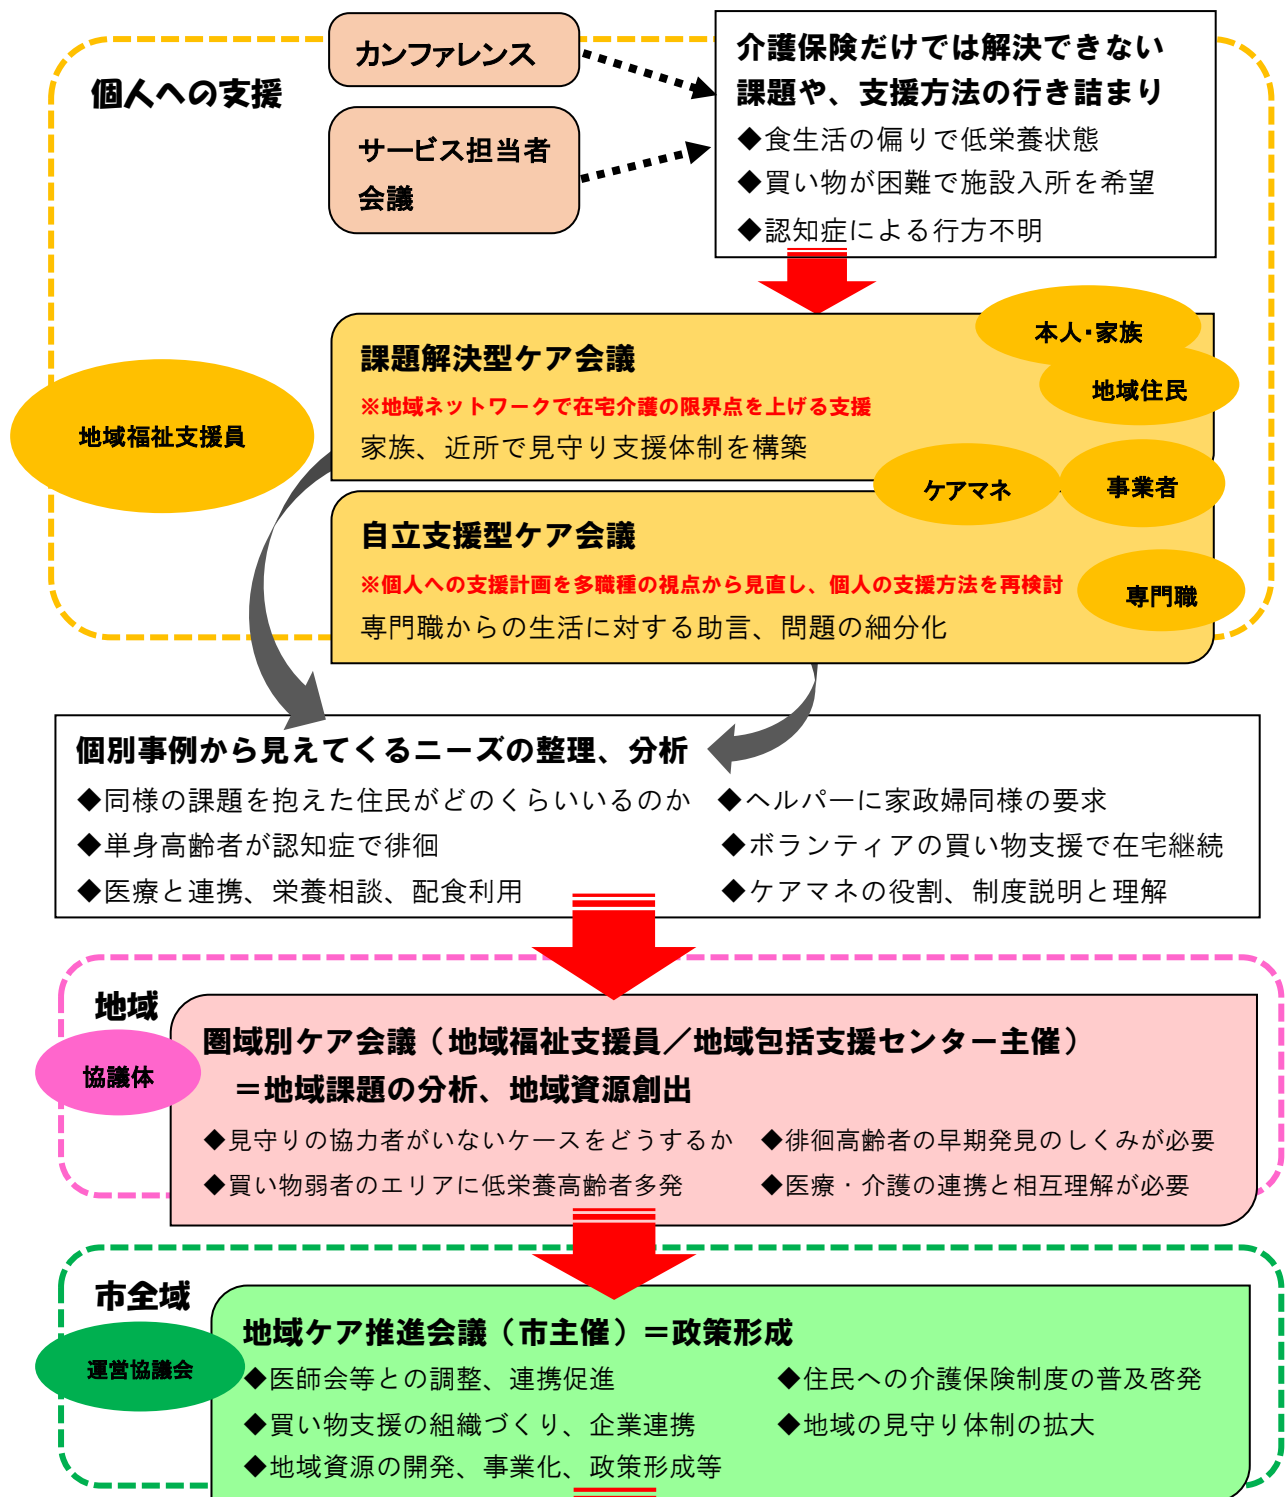 個人への支援
カンファレンス
サービス担当者
会議
介護保険だけでは解決できない
課題や、支援方法の行き詰まり
◆食生活の偏りで低栄養状態
◆買い物が困難で施設入所を希望
◆認知症による行方不明
地域福祉支援員
課題解決型ケア会議
※地域ネットワークで在宅介護の限界点を上げる支援
家族、近所で見守り支援体制を構築
本人・家族
地域住民
ケアマネ
事業者
専門職
自立支援型ケア会議
※個人への支援計画を多職種の視点から見直し、個人の支援方法を再検討
専門職からの生活に対する助言、問題の細分化
個別事例から見えてくるニーズの整理、分析
◆同様の課題を抱えた住民がどのくらいいるのか
◆ヘルパーに家政婦同様の要求
◆単身高齢者が認知症で徘徊
◆ボランティアの買い物支援で在宅継続
◆医療と連携、栄養相談、配食利用
◆ケアマネの役割、制度説明と理解
地域
協議体
圏域別ケア会議（地域福祉支援員／地域包括支援センター主催）
＝地域課題の分析、地域資源創出
◆見守りの協力者がいないケースをどうするか
◆徘徊高齢者の早期発見のしくみが必要
◆買い物弱者のエリアに低栄養高齢者多発
◆医療・介護の連携と相互理解が必要
市全域
運営協議会
地域ケア推進会議（市主催）＝政策形成
◆医師会等との調整、連携促進
◆住民への介護保険制度の普及啓発
◆買い物支援の組織づくり、企業連携
◆地域の見守り体制の拡大
◆地域資源の開発、事業化、政策形成等